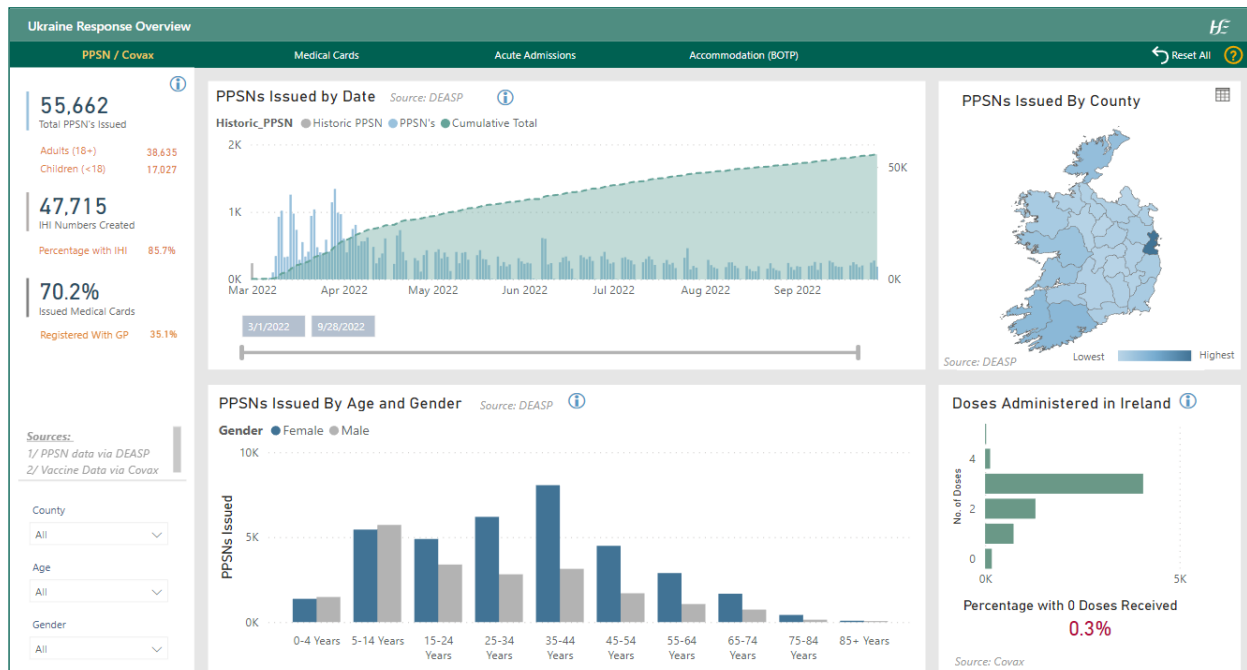 Ukraine Response Overview
HSE
PPSN / Covax
Medical Cards
Acute Admissions
Accommodation (BOTP)
Reset All
?
55,662
Total PPSN's Issued
Adults (18+) 38,635
Children (<18) 17,027
47,715
IHI Numbers Created
Percentage with IHI 85.7%
70.2%
Issued Medical Cards
Registered With GP 35.1%
Sources:
1/ PPSN data via DEASP
2/ Vaccine Data via Covax
County
All
Age
All
Gender
All
PPSNs Issued by Date Source: DEASP
Historic_PPSN Historic PPSN PPSN's Cumulative Total
2K
1K
0K
50K
0K
Mar 2022 Apr 2022 May 2022 Jun 2022 Jul 2022 Aug 2022 Sep 2022
3/1/2022 9/28/2022
PPSNs Issued By County
Source: DEASP
Lowest Highest
PPSNs Issued By Age and Gender Source: DEASP
Gender Female Male
PPSNs Issued
10K
5K
0K
0-4 Years 5-14 Years 15-24 Years 25-34 Years 35-44 Years 45-54 Years 55-64 Years 65-74 Years 75-84 Years 85+ Years
Doses Administered in Ireland
No. of Doses
4
2
0
0K 5K
Percentage with 0 Doses Received
0.3%
Source: Covax